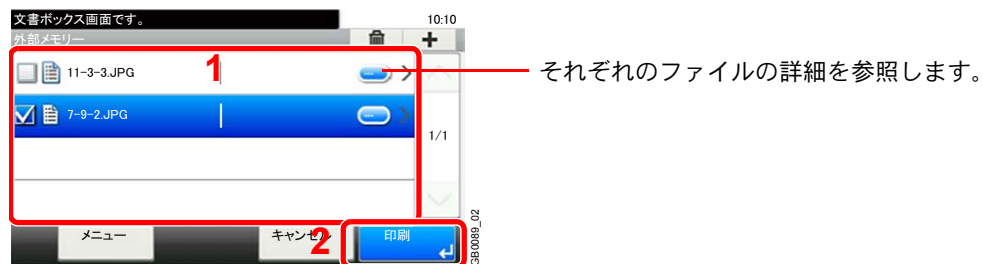 文書ボックス画面です。
10:10
外部メモリー
1
11-3-3.JPG
それぞれのファイルの詳細を参照します。
7-9-2.JPG
1/1
メニュー
キャンセル
2
印刷
GB0089_02